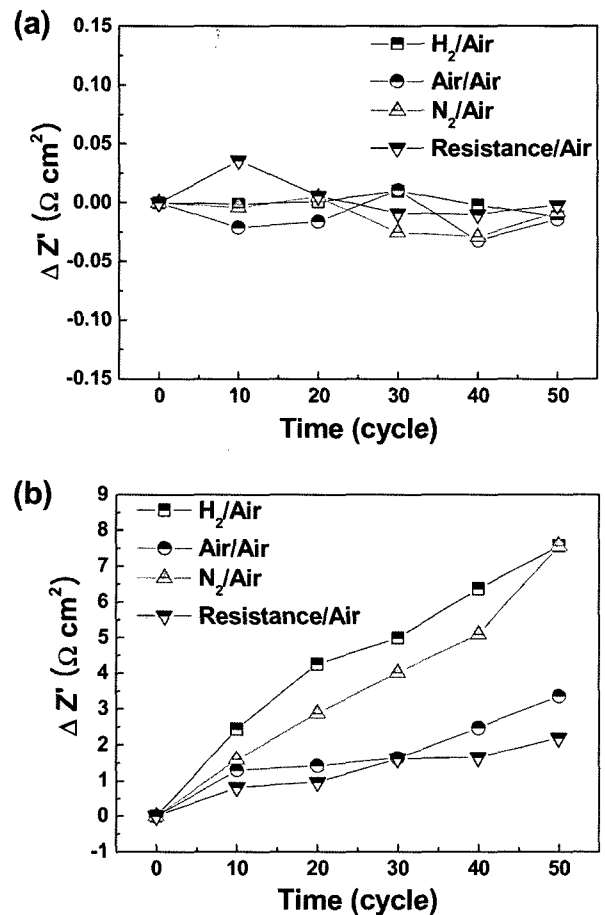 (a)
0.15
0.10
0.05
0.00
-0.05
-0.10
-0.15
Δ Z' (Ω cm²)
H₂/Air
Air/Air
N₂/Air
Resistance/Air
0 10 20 30 40 50
Time (cycle)
(b)
9
8
7
6
5
4
3
2
1
0
-1
Δ Z' (Ω cm²)
H₂/Air
Air/Air
N₂/Air
Resistance/Air
0 10 20 30 40 50
Time (cycle)